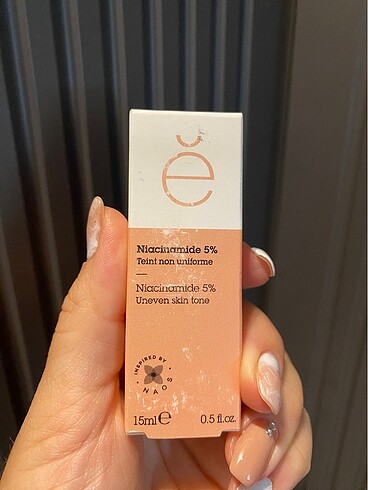 ĕ
Niacinamide 5%
Teint non uniforme
Niacinamide 5%
Uneven skin tone
INSPIRED BY
NAOS
15ml e 0.5 fl.oz.